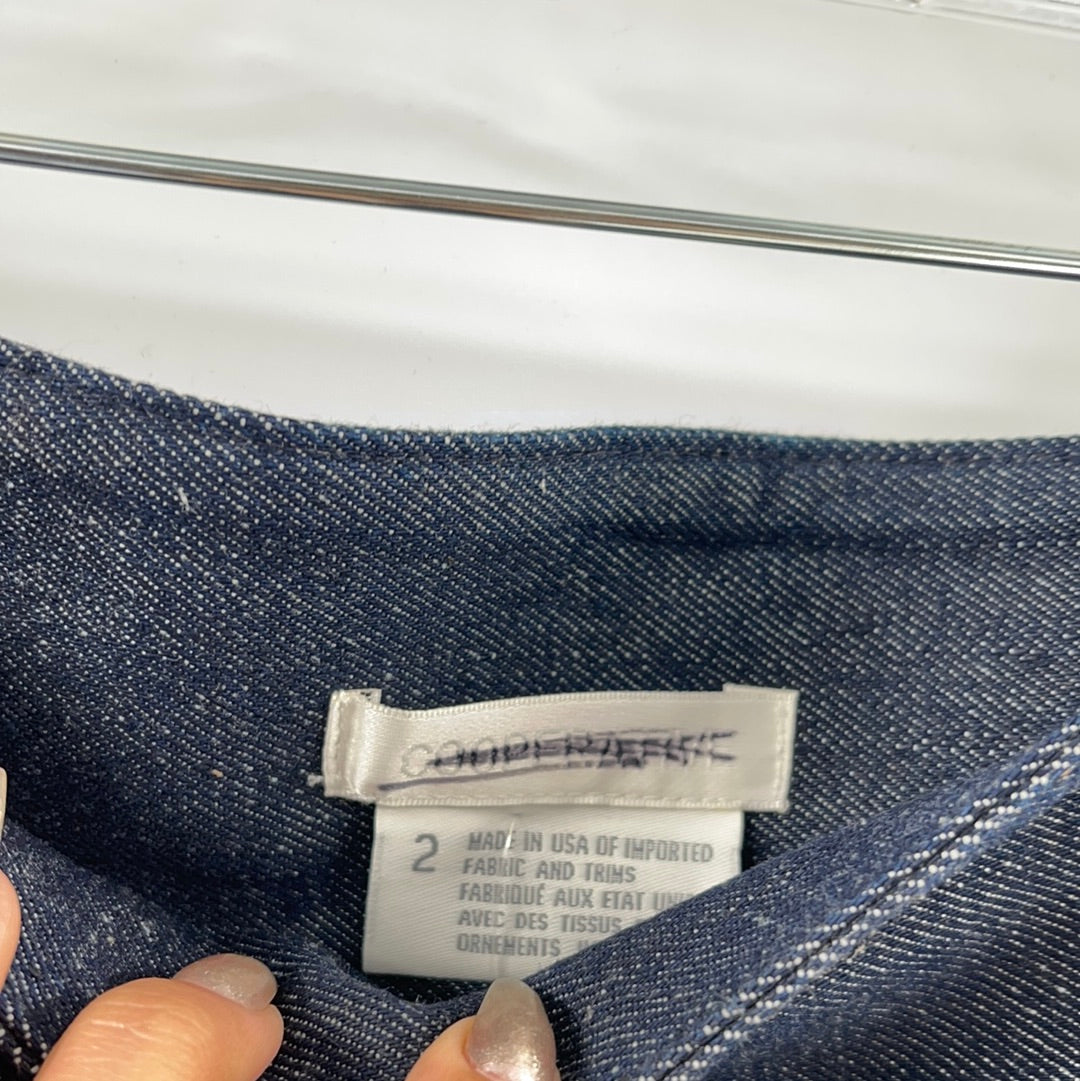 2
MADE IN USA OF IMPORTED
FABRIC AND TRIMS
FABRIQUÉ AUX ETAT
AVEC DES TISSUS
ORNEMENTS